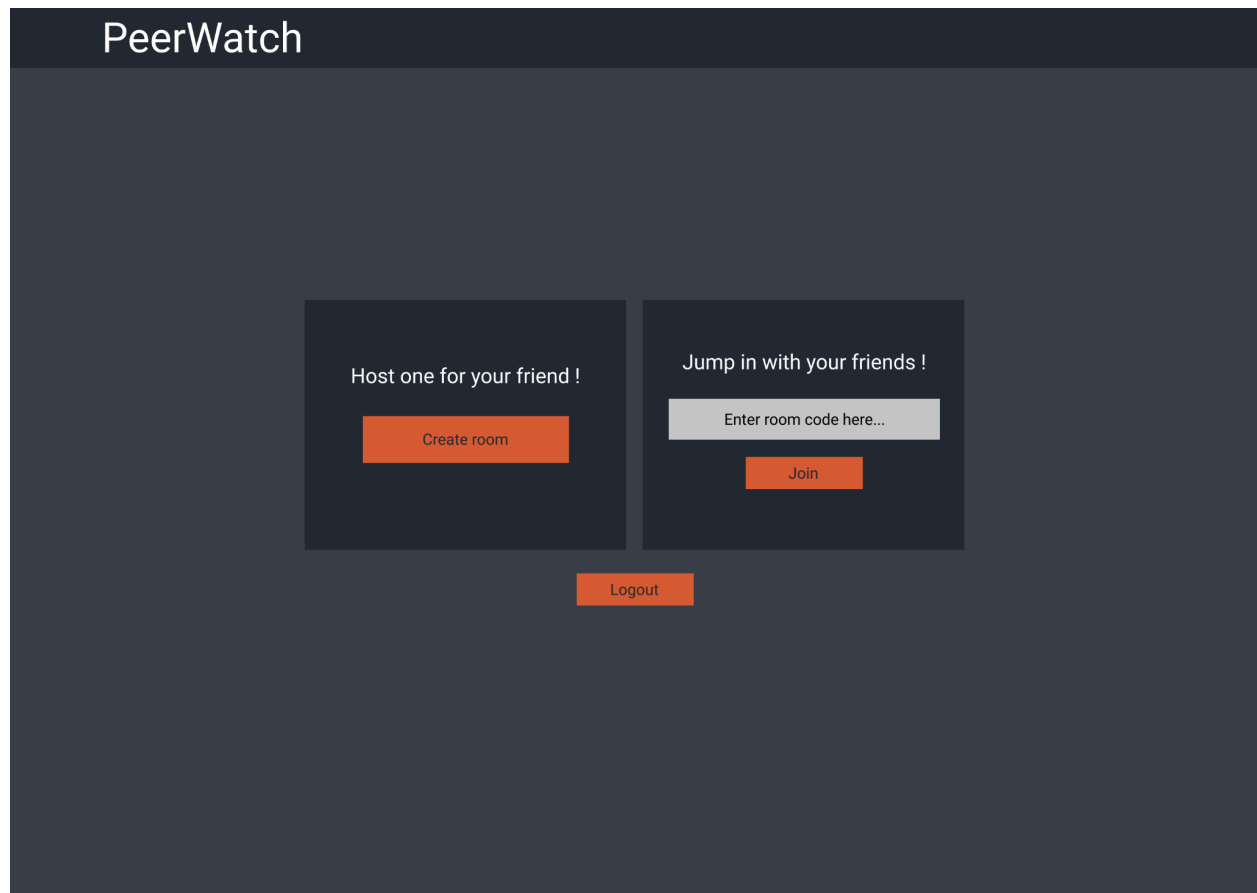 PeerWatch
Host one for your friend !
Create room
Jump in with your friends !
Enter room code here...
Join
Logout